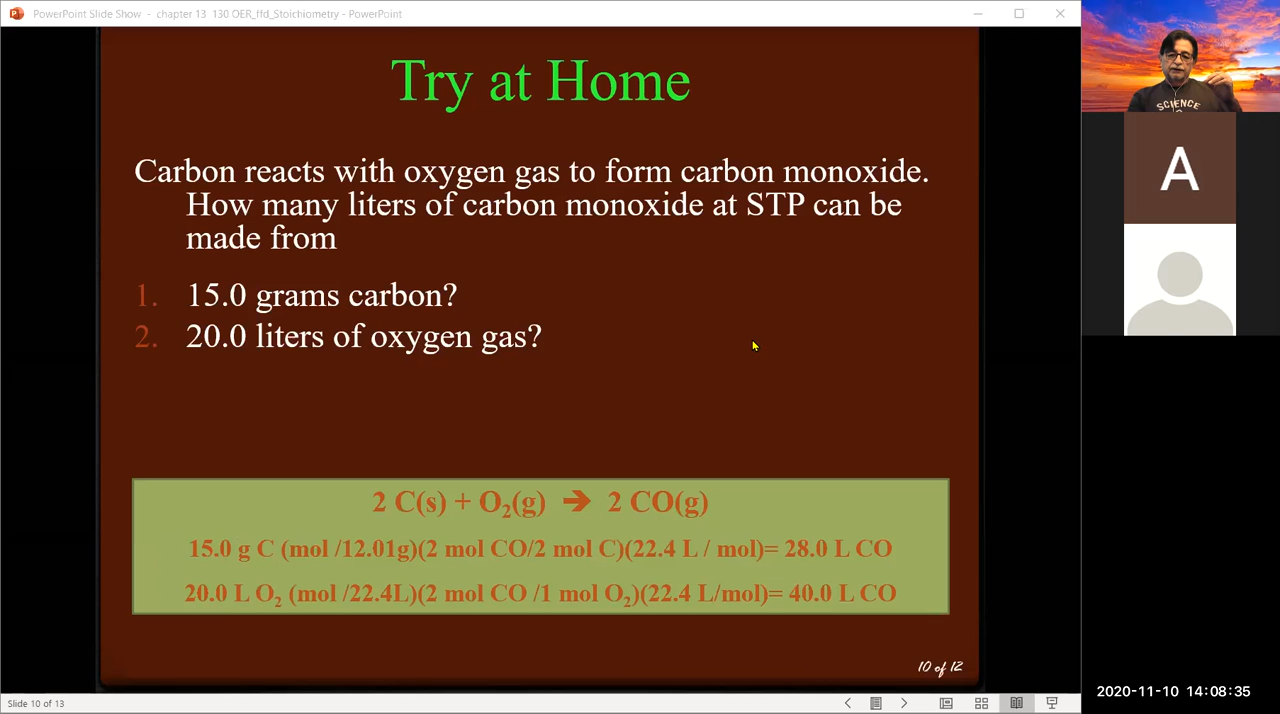 PowerPoint Slide Show - chapter 13 130 OER_ffd_Stoichiometry - PowerPoint
Try at Home
Carbon reacts with oxygen gas to form carbon monoxide.
How many liters of carbon monoxide at STP can be
made from
1. 15.0 grams carbon?
2. 20.0 liters of oxygen gas?
2 C(s) + O₂(g) ➔ 2 CO(g)
15.0 g C (mol /12.01g)(2 mol CO/2 mol C)(22.4 L / mol)= 28.0 L CO
20.0 L O₂ (mol /22.4L)(2 mol CO /1 mol O₂)(22.4 L/mol)= 40.0 L CO
10 of 12
Slide 10 of 13
SCIENCE
A
2020-11-10 14:08:35